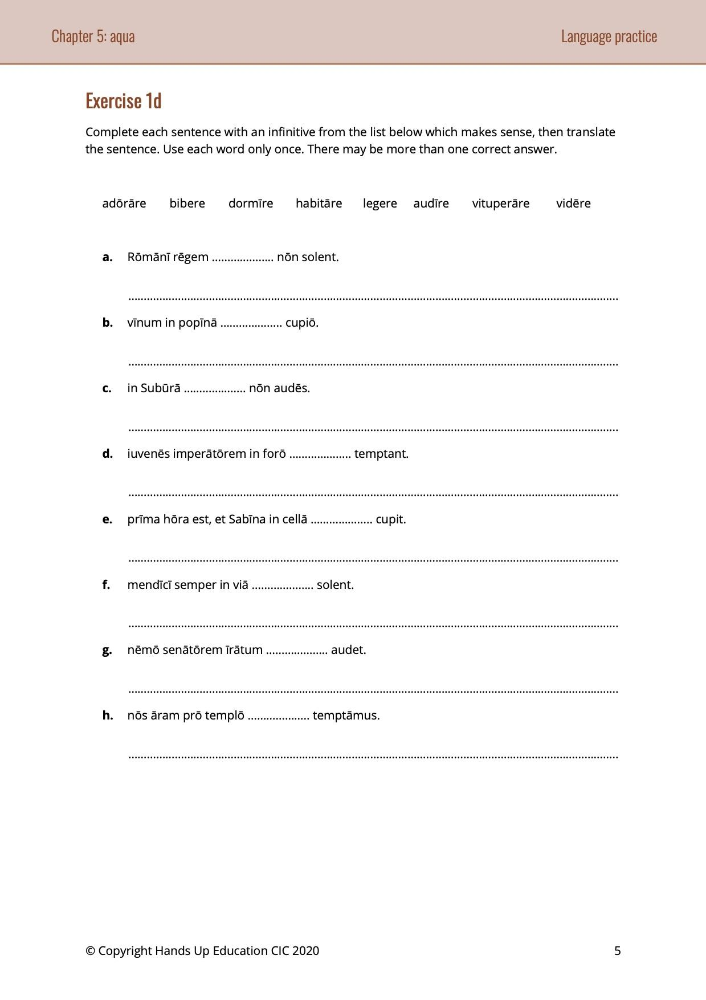 Chapter 5: aqua Language practice
Exercise 1d
Complete each sentence with an infinitive from the list below which makes sense, then translate
the sentence. Use each word only once. There may be more than one correct answer.
adōrāre bibere dormīre habitāre legere audīre vituperāre vidēre
a. Rōmānī rēgem .................... nōn solent.
................................................................................
b. vīnum in popīnā .................... cupiō.
................................................................................
c. in Subūrā .................... nōn audēs.
................................................................................
d. iuvenēs imperātōrem in forō .................... temptant.
................................................................................
e. prīma hōra est, et Sabīna in cellā .................... cupit.
................................................................................
f. mendīcī semper in viā .................... solent.
................................................................................
g. nēmō senātōrem īrātum .................... audet.
................................................................................
h. nōs āram prō templō .................... temptāmus.
................................................................................
© Copyright Hands Up Education CIC 2020 5